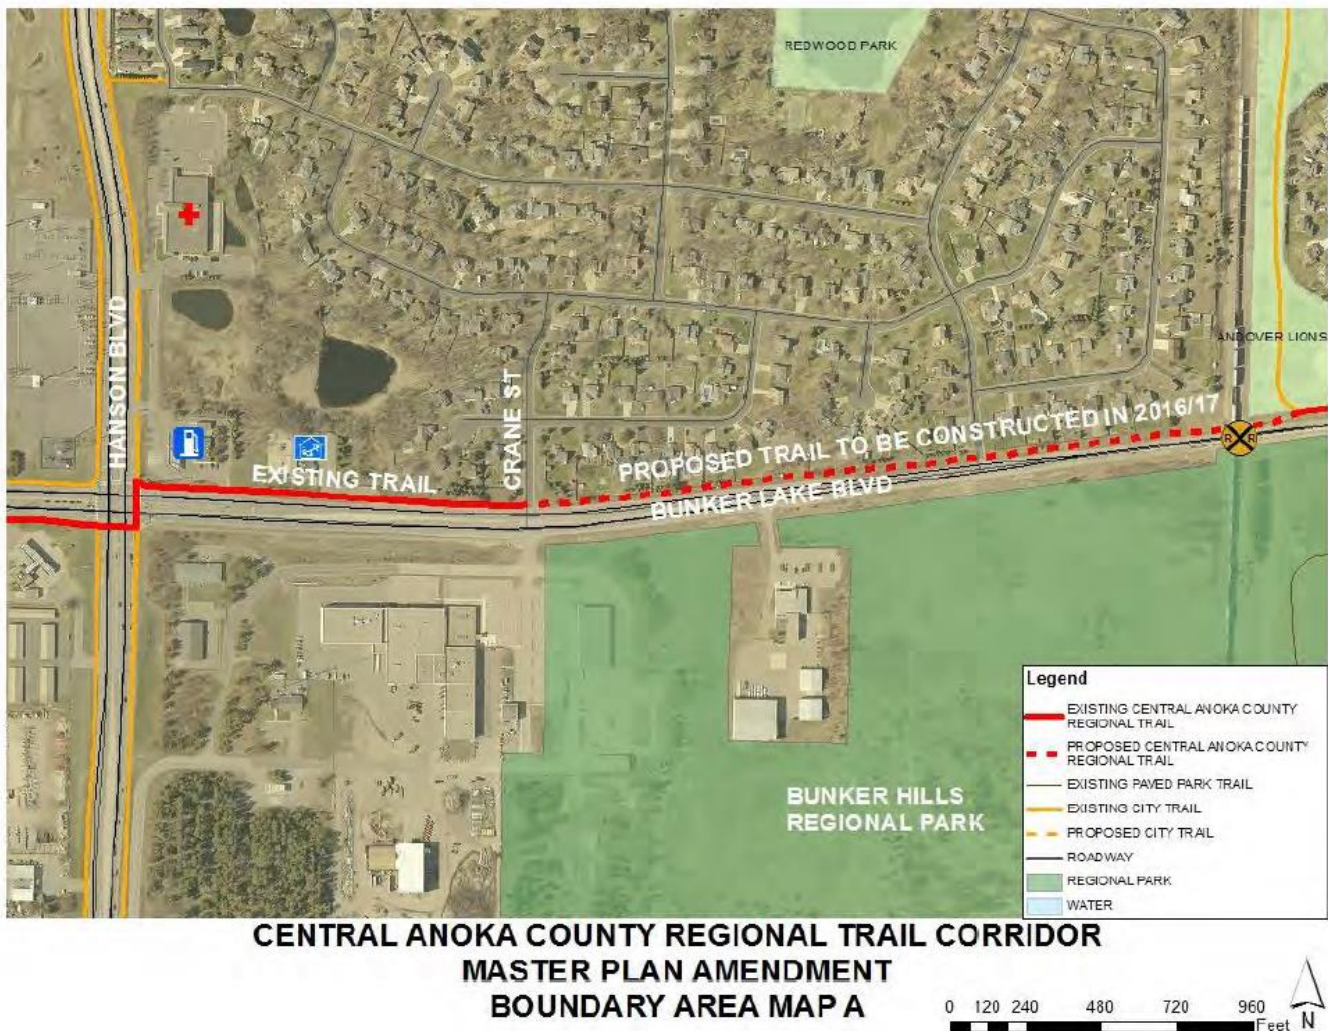 REDWOOD PARK
HANSON BLVD
ANDOVER LIONS
CRANE ST
PROPOSED TRAIL TO BE CONSTRUCTED IN 2016/17
R R
EXISTING TRAIL
BUNKER LAKE BLVD
BUNKER HILLS
REGIONAL PARK
Legend
EXISTING CENTRAL ANOKA COUNTY
REGIONAL TRAIL
PROPOSED CENTRAL ANOKA COUNTY
REGIONAL TRAIL
EXISTING PAVED PARK TRAIL
EXISTING CITY TRAIL
PROPOSED CITY TRAIL
ROADWAY
REGIONAL PARK
WATER
CENTRAL ANOKA COUNTY REGIONAL TRAIL CORRIDOR
MASTER PLAN AMENDMENT
BOUNDARY AREA MAP A
0 120 240 480 720 960
Feet
N